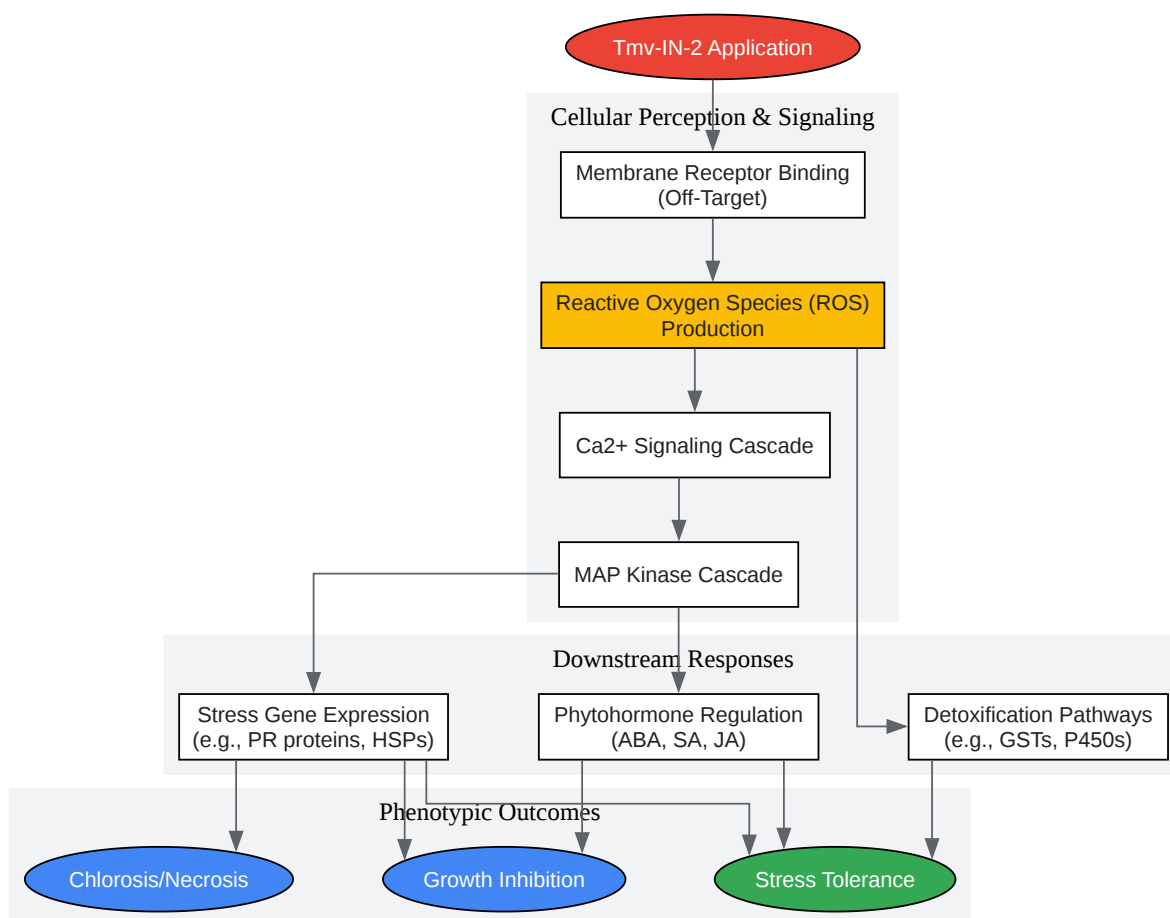 Tmv-IN-2 Application
Cellular Perception & Signaling
Membrane Receptor Binding
(Off-Target)
Reactive Oxygen Species (ROS)
Production
Ca2+ Signaling Cascade
MAP Kinase Cascade
Downstream Responses
Stress Gene Expression
(e.g., PR proteins, HSPs)
Phytohormone Regulation
(ABA, SA, JA)
Detoxification Pathways
(e.g., GSTs, P450s)
Phenotypic Outcomes
Chlorosis/Necrosis
Growth Inhibition
Stress Tolerance